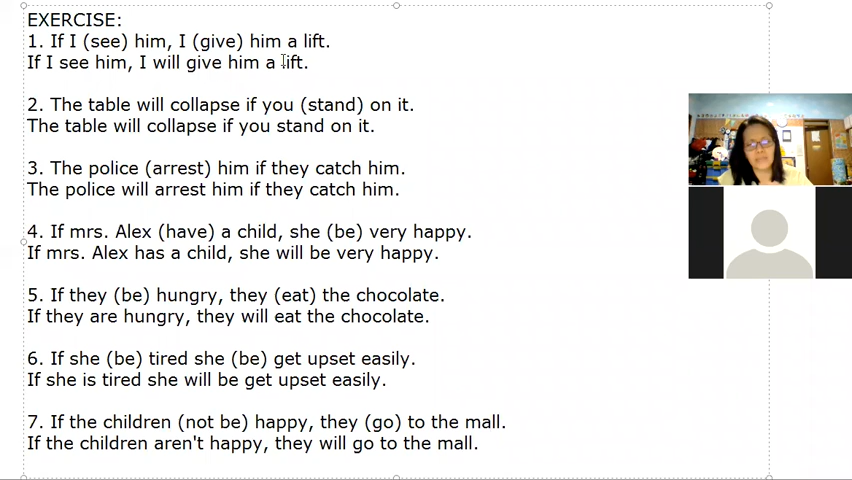 EXERCISE:
1. If I (see) him, I (give) him a lift.
If I see him, I will give him a lift.
2. The table will collapse if you (stand) on it.
The table will collapse if you stand on it.
3. The police (arrest) him if they catch him.
The police will arrest him if they catch him.
4. If mrs. Alex (have) a child, she (be) very happy.
If mrs. Alex has a child, she will be very happy.
5. If they (be) hungry, they (eat) the chocolate.
If they are hungry, they will eat the chocolate.
6. If she (be) tired she (be) get upset easily.
If she is tired she will be get upset easily.
7. If the children (not be) happy, they (go) to the mall.
If the children aren't happy, they will go to the mall.